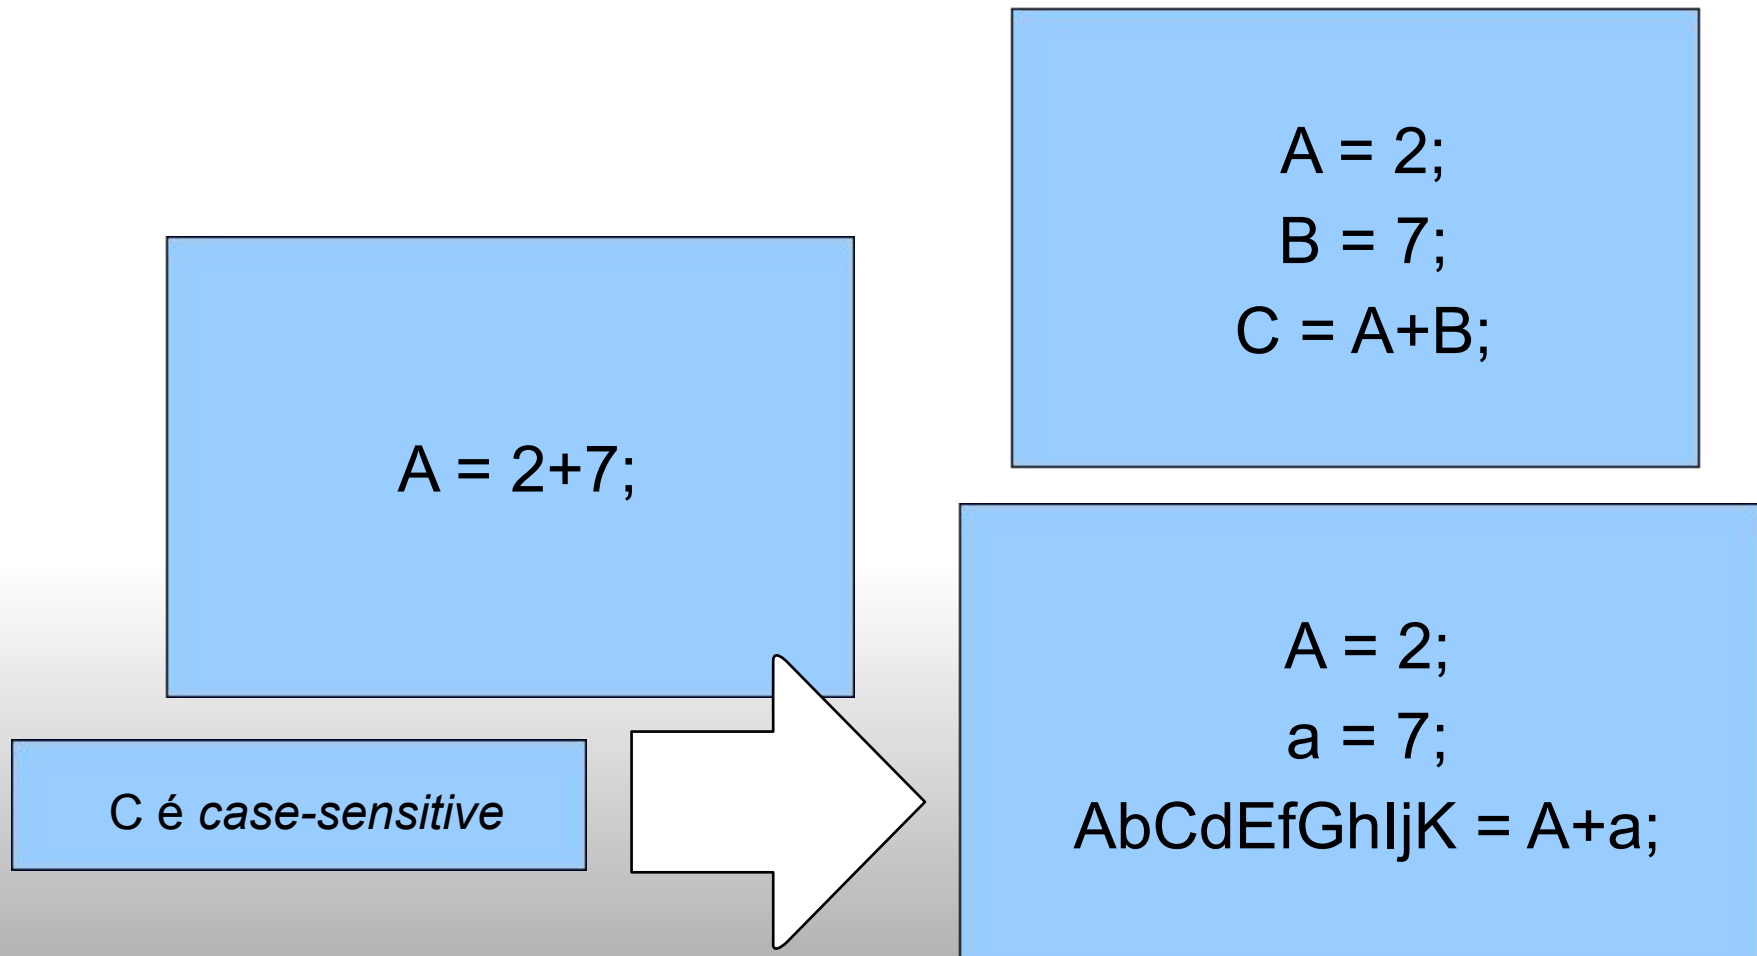 A = 2+7;
C é case-sensitive
A = 2;
B = 7;
C = A+B;
A = 2;
a = 7;
AbCdEfGhIjK = A+a;